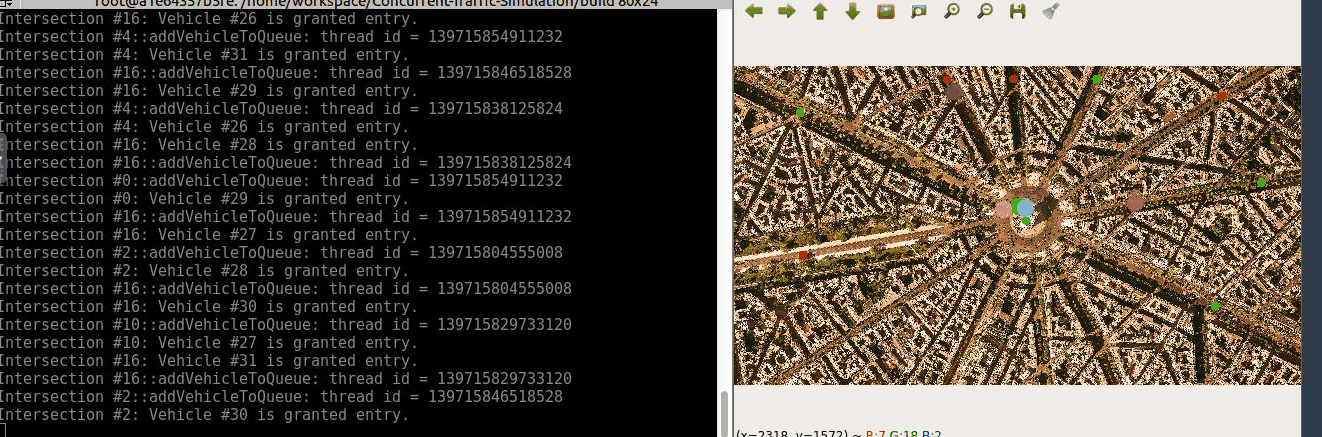 root@a1e64337b5fe: /home/workspace/Concurrent-Traffic-Simulation/build 80x24
Intersection #16: Vehicle #26 is granted entry.
Intersection #4::addVehicleToQueue: thread id = 139715854911232
Intersection #4: Vehicle #31 is granted entry.
Intersection #16::addVehicleToQueue: thread id = 139715846518528
Intersection #16: Vehicle #29 is granted entry.
Intersection #4::addVehicleToQueue: thread id = 139715838125824
Intersection #4: Vehicle #26 is granted entry.
Intersection #16: Vehicle #28 is granted entry.
Intersection #16::addVehicleToQueue: thread id = 139715838125824
Intersection #0::addVehicleToQueue: thread id = 139715854911232
Intersection #0: Vehicle #29 is granted entry.
Intersection #16::addVehicleToQueue: thread id = 139715854911232
Intersection #16: Vehicle #27 is granted entry.
Intersection #2::addVehicleToQueue: thread id = 139715804555008
Intersection #2: Vehicle #28 is granted entry.
Intersection #16::addVehicleToQueue: thread id = 139715804555008
Intersection #16: Vehicle #30 is granted entry.
Intersection #10::addVehicleToQueue: thread id = 139715829733120
Intersection #10: Vehicle #27 is granted entry.
Intersection #16: Vehicle #31 is granted entry.
Intersection #16::addVehicleToQueue: thread id = 139715829733120
Intersection #2::addVehicleToQueue: thread id = 139715846518528
Intersection #2: Vehicle #30 is granted entry.
(x=2318, y=1572) ~ R:7 G:18 B:2